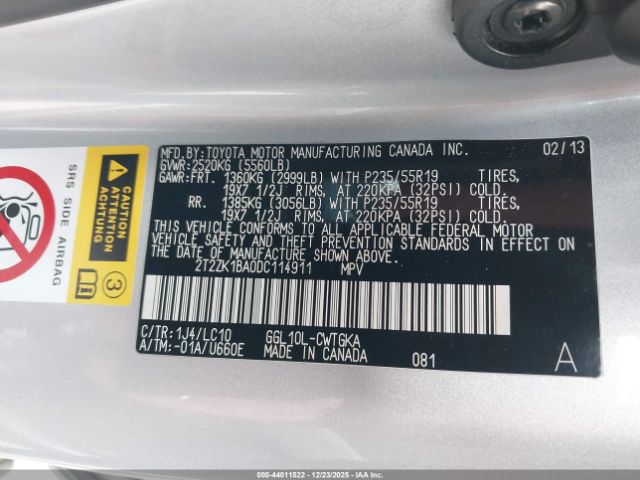 MFD.BY:TOYOTA MOTOR MANUFACTURING CANADA INC. 02/13
GVWR:2520KG (5560LB)
GAWR:FRT. 1360KG (2999LB) WITH P235/55R19 TIRES,
19X7 1/2J RIMS, AT 220KPA (32PSI) COLD.
RR. 1385KG (3056LB) WITH P235/55R19 TIRES,
19X7 1/2J RIMS, AT 220KPA (32PSI) COLD.
THIS VEHICLE CONFORMS TO ALL APPLICABLE FEDERAL MOTOR
VEHICLE SAFETY AND THEFT PREVENTION STANDARDS IN EFFECT ON
THE DATE OF MANUFACTURE SHOWN ABOVE.
2T2ZK1BA0DC114911 MPV
C/TR:1J4/LC10 GGL10L-CWTGKA
A/TM:-01A/U660E MADE IN CANADA 081 A
SRS SIDE AIRBAG
CAUTION
ACHTUNG
ATTENTION
3
000-44011522 - 12/23/2025 - COPYRIGHT IAA, LLC.